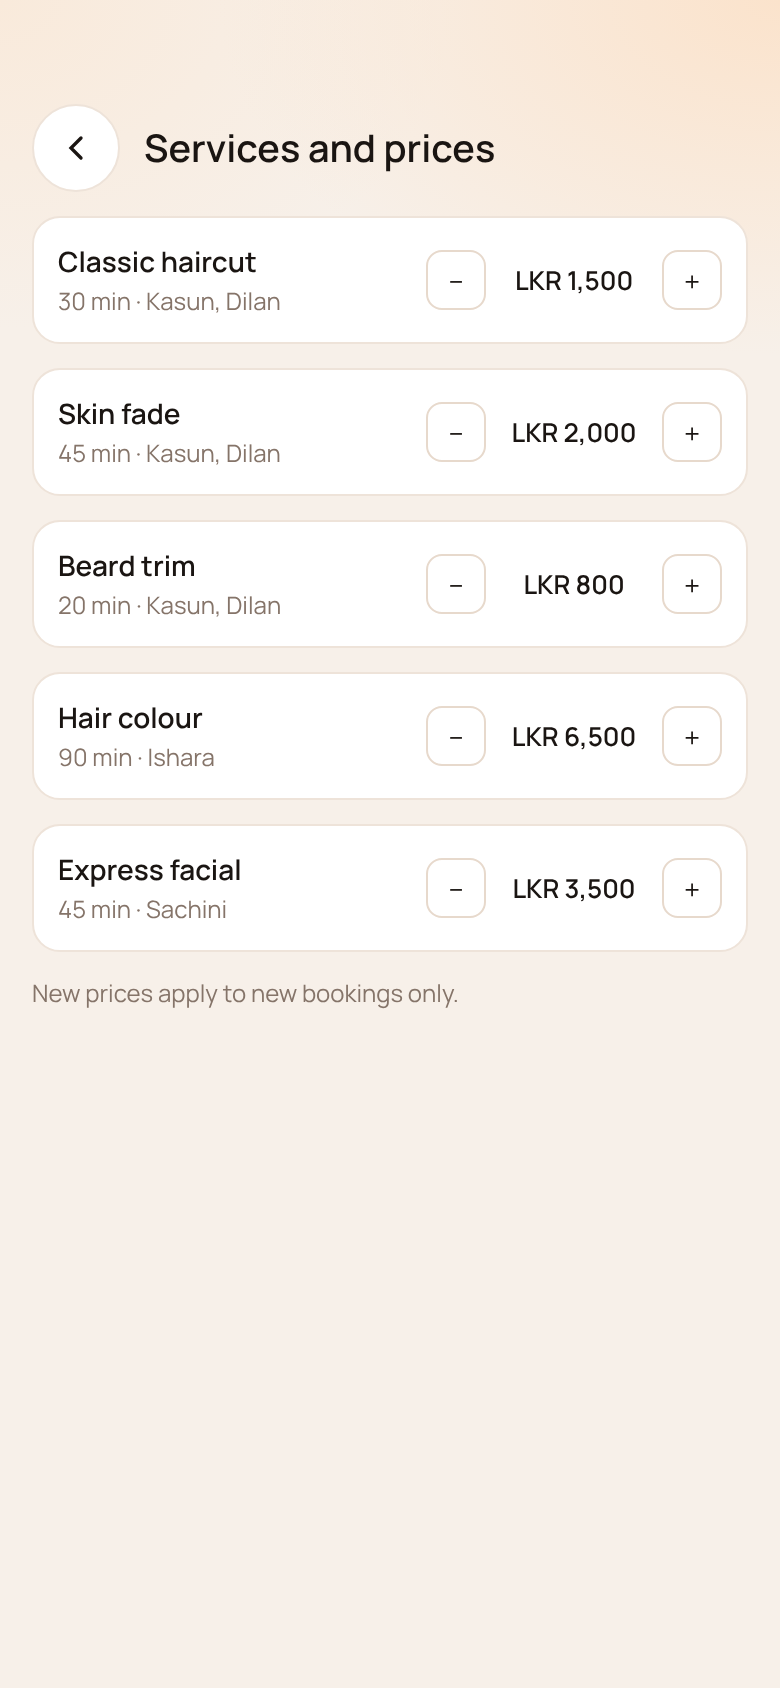 Services and prices
Classic haircut
30 min · Kasun, Dilan
− LKR 1,500 +
Skin fade
45 min · Kasun, Dilan
− LKR 2,000 +
Beard trim
20 min · Kasun, Dilan
− LKR 800 +
Hair colour
90 min · Ishara
− LKR 6,500 +
Express facial
45 min · Sachini
− LKR 3,500 +
New prices apply to new bookings only.